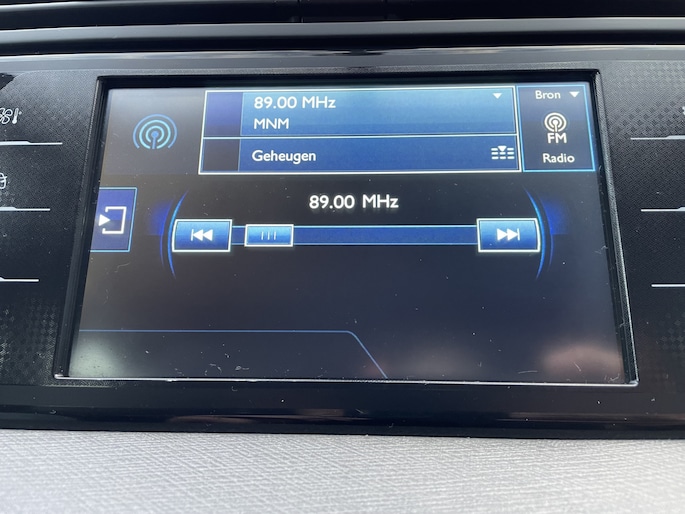 89.00 MHz
MNM
Geheugen
Bron
FM
Radio
89.00 MHz